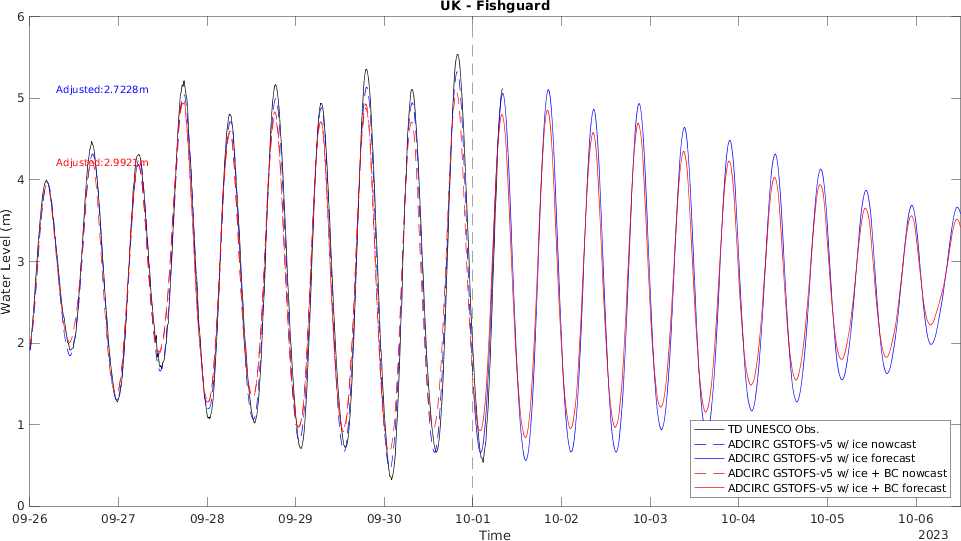 UK - Fishguard
6
5
4
3
2
1
0
Water Level (m)
Adjusted:2.7228m
Adjusted:2.9921m
TD UNESCO Obs.
ADCIRC GSTOFS-v5 w/ ice nowcast
ADCIRC GSTOFS-v5 w/ ice forecast
ADCIRC GSTOFS-v5 w/ ice + BC nowcast
ADCIRC GSTOFS-v5 w/ ice + BC forecast
09-26 09-27 09-28 09-29 09-30 10-01 10-02 10-03 10-04 10-05 10-06
Time
2023